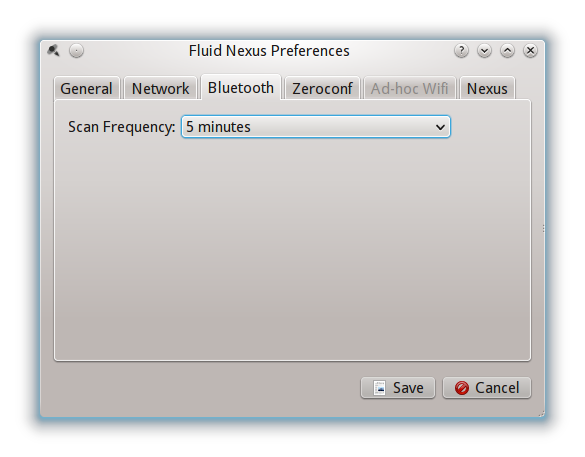 Fluid Nexus Preferences
General Network Bluetooth Zeroconf Ad-hoc Wifi Nexus
Scan Frequency: 5 minutes
Save Cancel